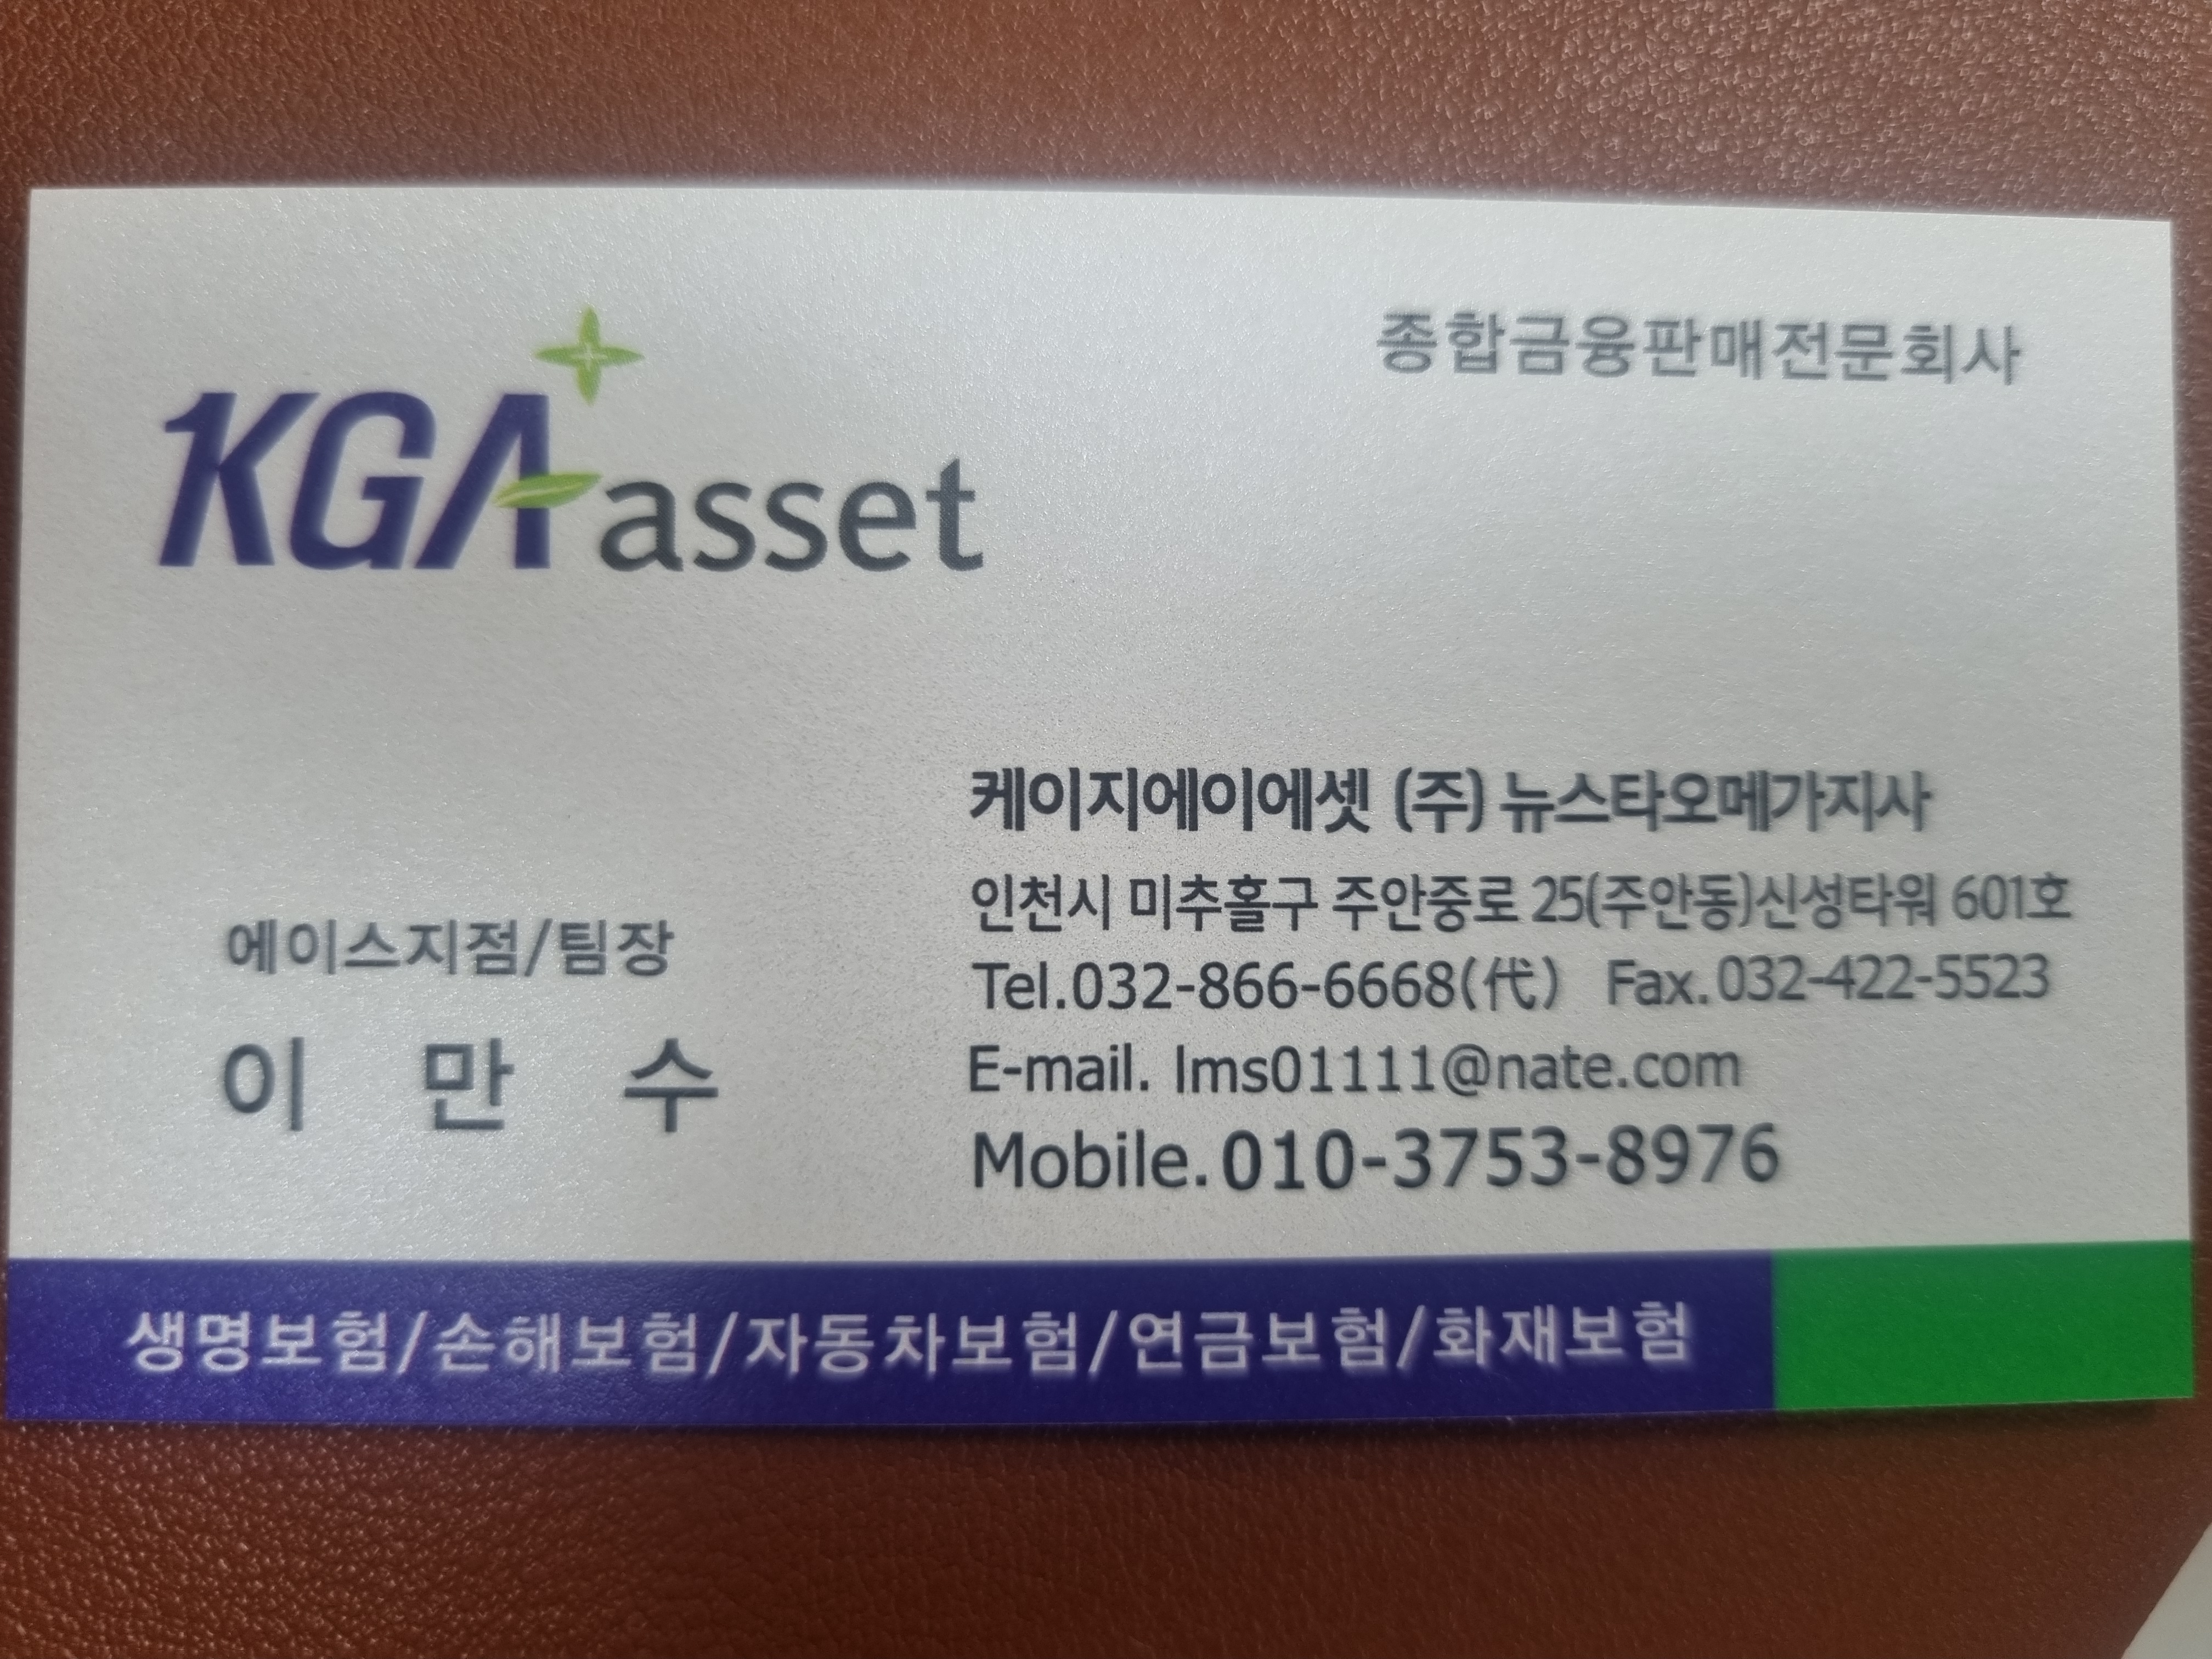 종합금융판매전문회사
KGA asset
케이지에이에셋 (주) 뉴스타오메가지사
인천시 미추홀구 주안중로 25(주안동)신성타워 601호
에이스지점/팀장
Tel.032-866-6668(代) Fax.032-422-5523
이 만 수
E-mail. lms01111@nate.com
Mobile.010-3753-8976
생명보험/손해보험/자동차보험/연금보험/화재보험